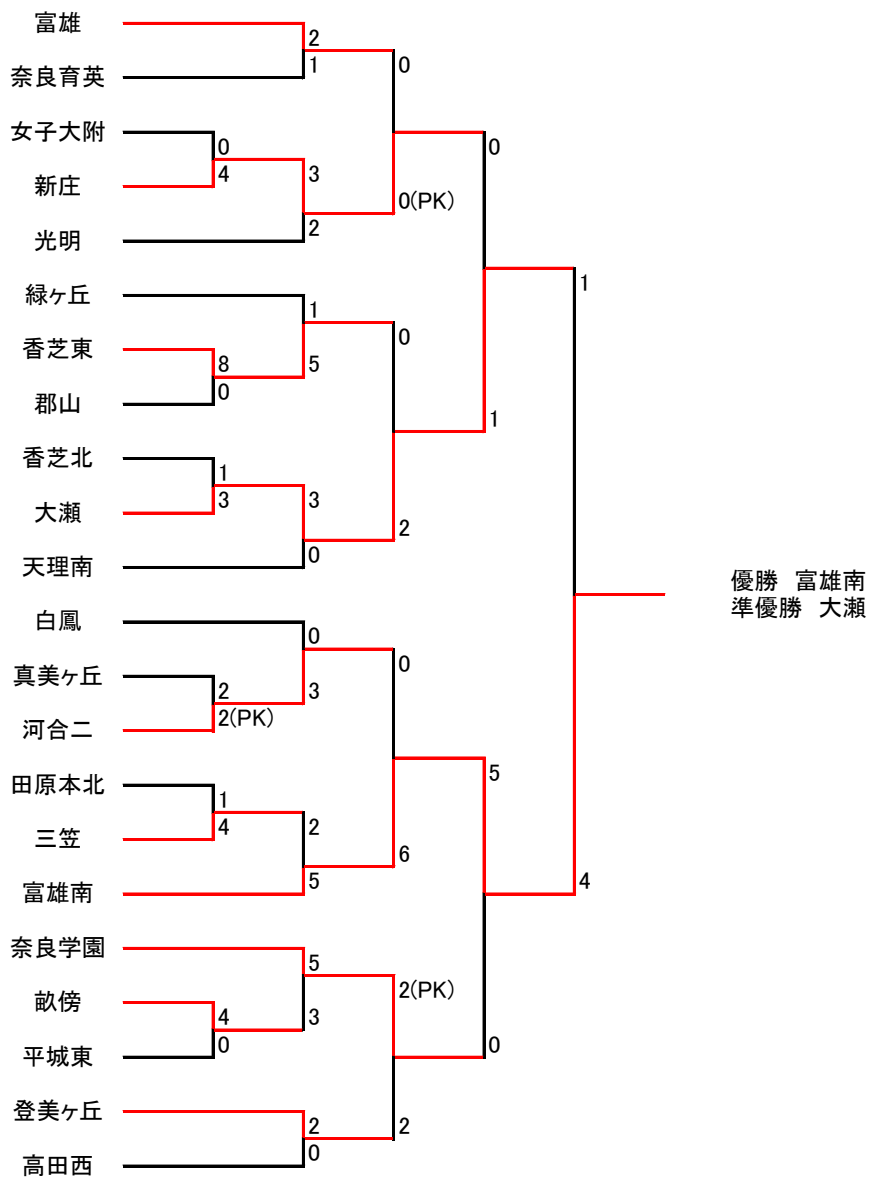 富雄
2
1
0
奈良育英
女子大附
0
4
3
0
新庄
0(PK)
2
光明
緑ヶ丘
1
1
0
香芝東
8
5
0
郡山
1
香芝北
1
3
3
大瀬
2
0
天理南
優勝 富雄南
準優勝 大瀬
白鳳
0
0
真美ヶ丘
2
3
2(PK)
河合二
田原本北
5
1
4
2
三笠
6
5
4
富雄南
奈良学園
5
2(PK)
畝傍
4
3
0
0
平城東
登美ヶ丘
2
2
0
高田西